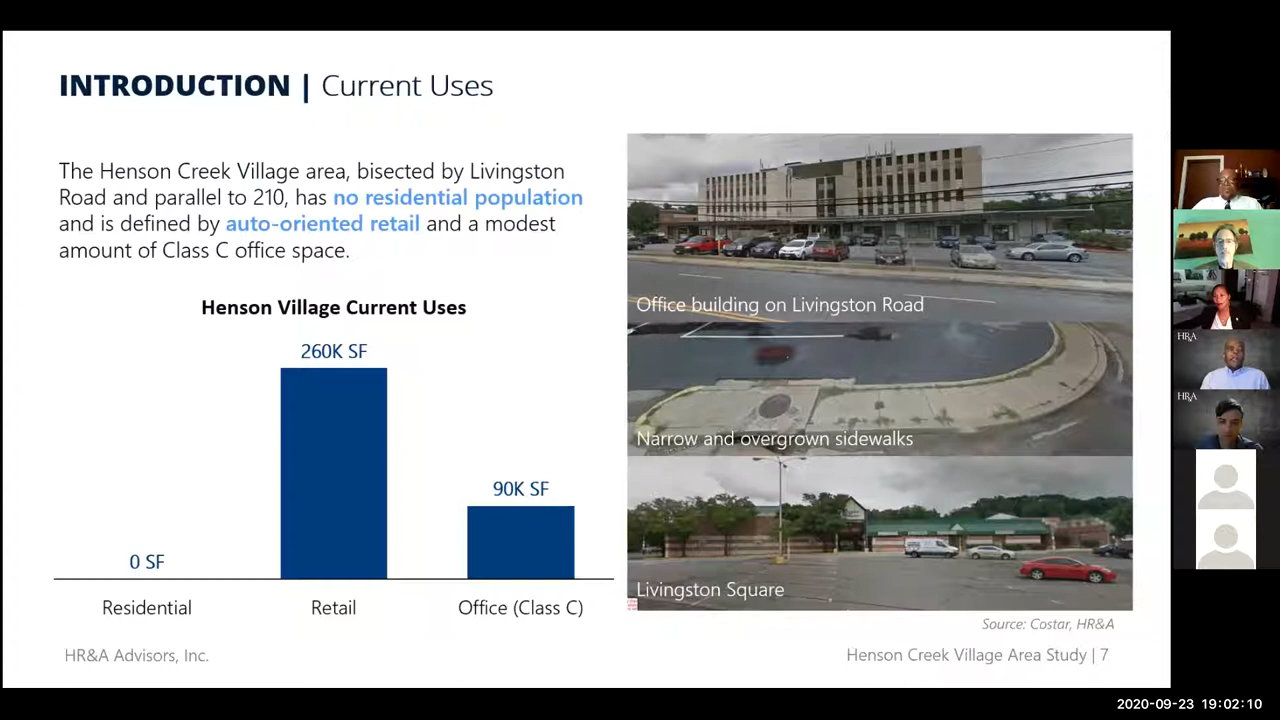 INTRODUCTION | Current Uses
The Henson Creek Village area, bisected by Livingston
Road and parallel to 210, has no residential population
and is defined by auto-oriented retail and a modest
amount of Class C office space.
Henson Village Current Uses
260K SF
90K SF
0 SF
Residential
Retail
Office (Class C)
Office building on Livingston Road
Narrow and overgrown sidewalks
Livingston Square
Source: Costar, HR&A
HR&A Advisors, Inc.
Henson Creek Village Area Study | 7
HRA
HRA
2020-09-23 19:02:10